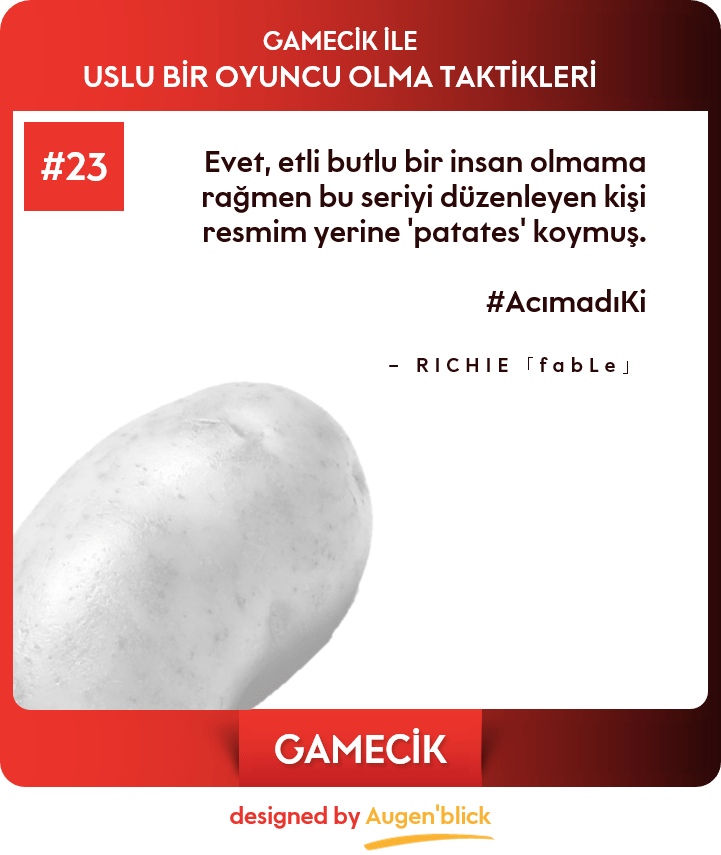 GAMECİK İLE
USLU BİR OYUNCU OLMA TAKTİKLERİ
#23
Evet, etli butlu bir insan olmama
rağmen bu seriyi düzenleyen kişi
resmim yerine 'patates' koymuş.
#AcımadıKi
– RICHIE「fabLe」
GAMECİK
designed by Augen'blick